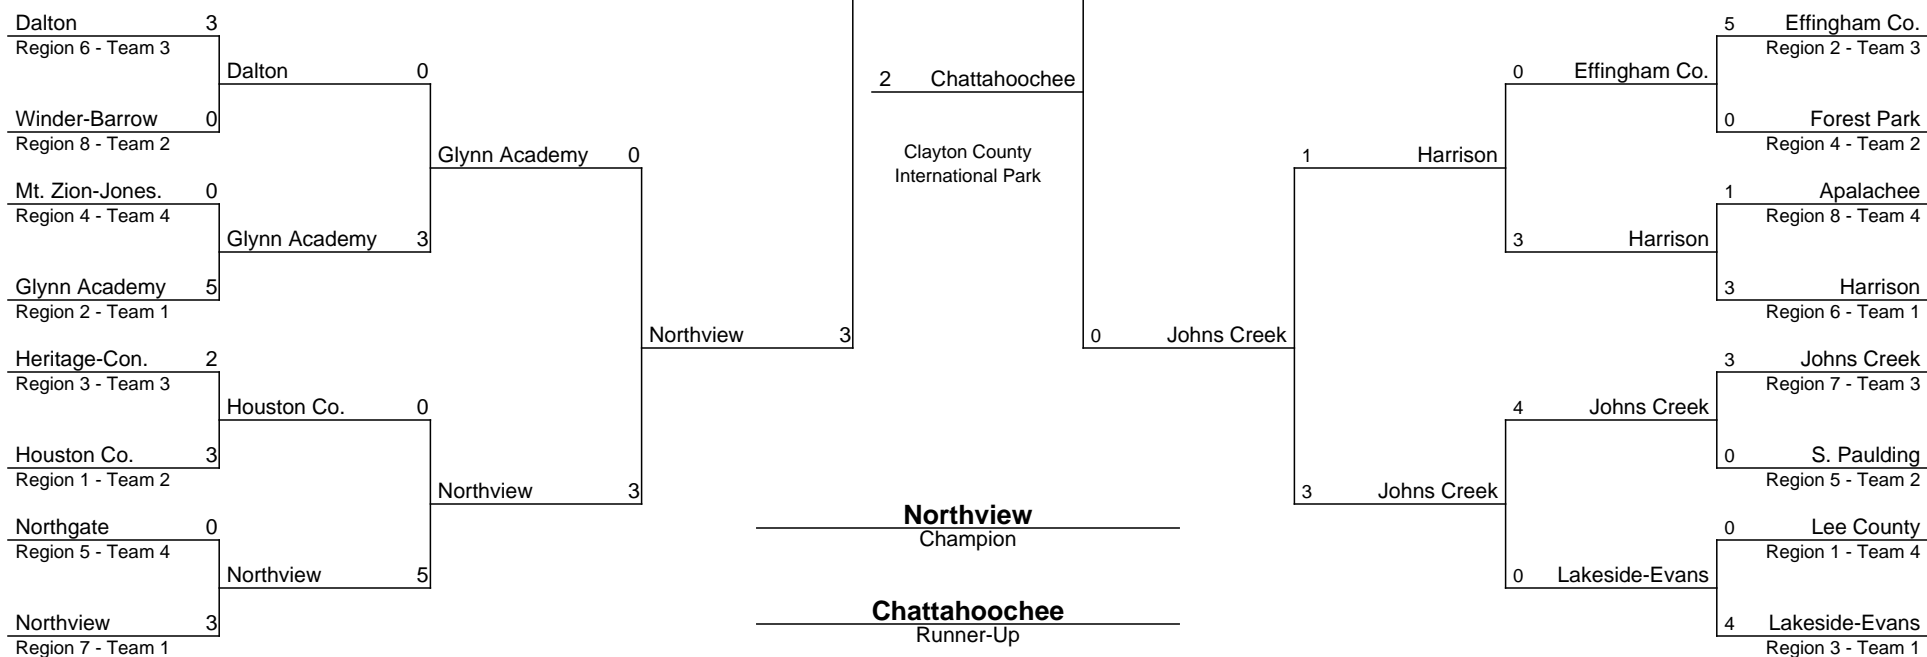 Dalton 3
Region 6 - Team 3
Dalton 0
Winder-Barrow 0
Region 8 - Team 2
Glynn Academy 0
Mt. Zion-Jones. 0
Region 4 - Team 4
Glynn Academy 3
Glynn Academy 5
Region 2 - Team 1
Northview 3
Heritage-Con. 2
Region 3 - Team 3
Houston Co. 0
Houston Co. 3
Region 1 - Team 2
Northview 3
Northgate 0
Region 5 - Team 4
Northview 5
Northview 3
Region 7 - Team 1
2 Chattahoochee
Clayton County
International Park
Northview
Champion
Chattahoochee
Runner-Up
5 Effingham Co.
Region 2 - Team 3
0 Effingham Co.
0 Forest Park
Region 4 - Team 2
1 Harrison
1 Apalachee
Region 8 - Team 4
3 Harrison
3 Harrison
Region 6 - Team 1
0 Johns Creek
3 Johns Creek
Region 7 - Team 3
4 Johns Creek
0 S. Paulding
Region 5 - Team 2
3 Johns Creek
0 Lee County
Region 1 - Team 4
0 Lakeside-Evans
4 Lakeside-Evans
Region 3 - Team 1